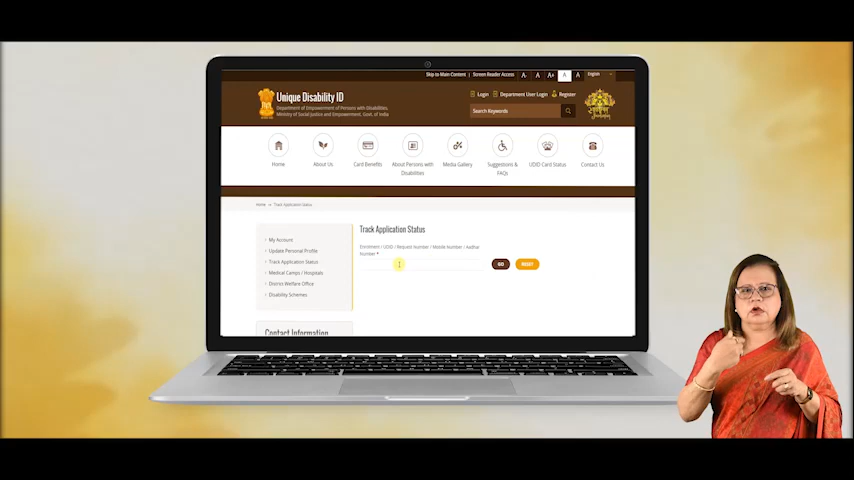 Skip to Main Content | Screen Reader Access A- A A+ A A English
Unique Disability ID
Department of Empowerment of Persons with Disabilities,
Ministry of Social Justice and Empowerment, Govt. of India
Login Department User Login Register
Search Keywords
Home
About Us
Card Benefits
About Persons with
Disabilities
Media Gallery
Suggestions &
FAQs
UDID Card Status
Contact Us
Home Track Application Status
My Account
Update Personal Profile
Track Application Status
Medical Camps / Hospitals
District Welfare Office
Disability Schemes
Contact Information
Track Application Status
Enrolment / UDID / Request Number / Mobile Number / Aadhar
Number *
GO RESET